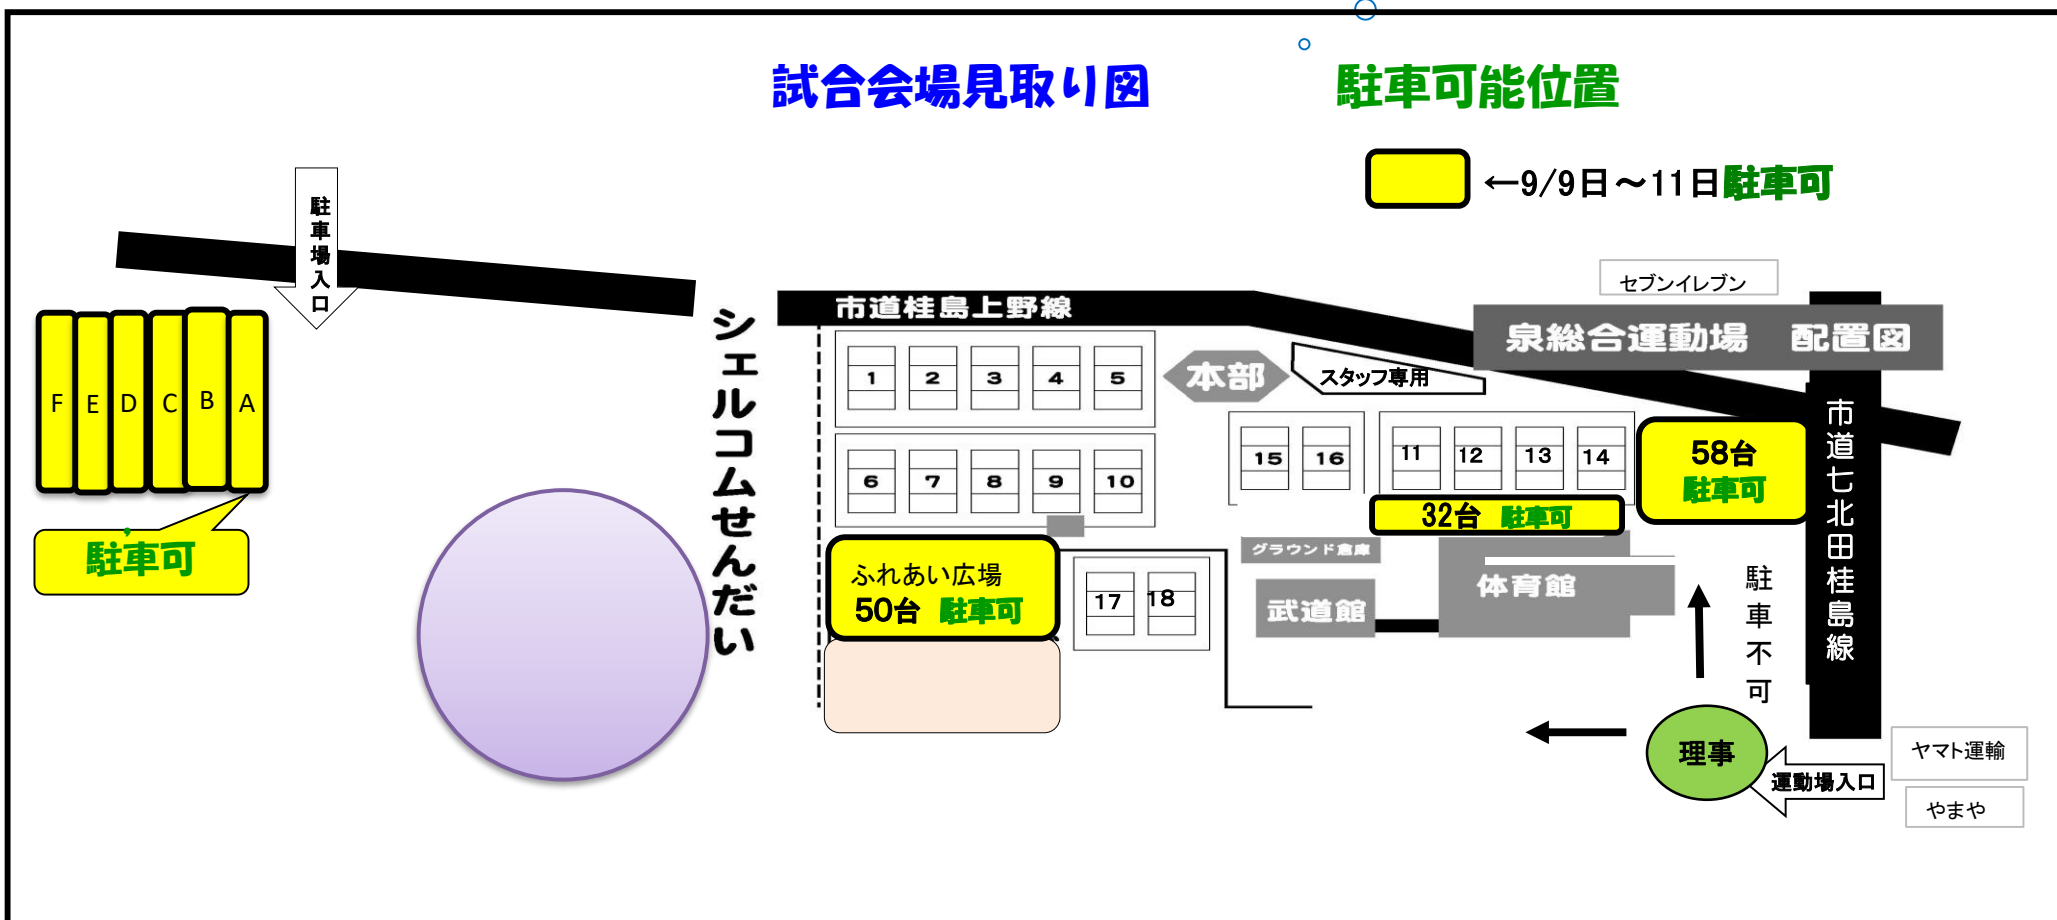 試合会場見取り図
駐車可能位置
←9/9日～11日駐車可
駐車場入口
セブンイレブン
市道桂島上野線
泉総合運動場 配置図
シェルコムせんだい
F E D C B A
駐車可
1 2 3 4 5
本部
スタッフ専用
6 7 8 9 10
15 16
11 12 13 14
58台
駐車可
32台 駐車可
市道七北田桂島線
グラウンド倉庫
ふれあい広場
50台 駐車可
17 18
武道館
体育館
駐車不可
理事
運動場入口
ヤマト運輸
やまや